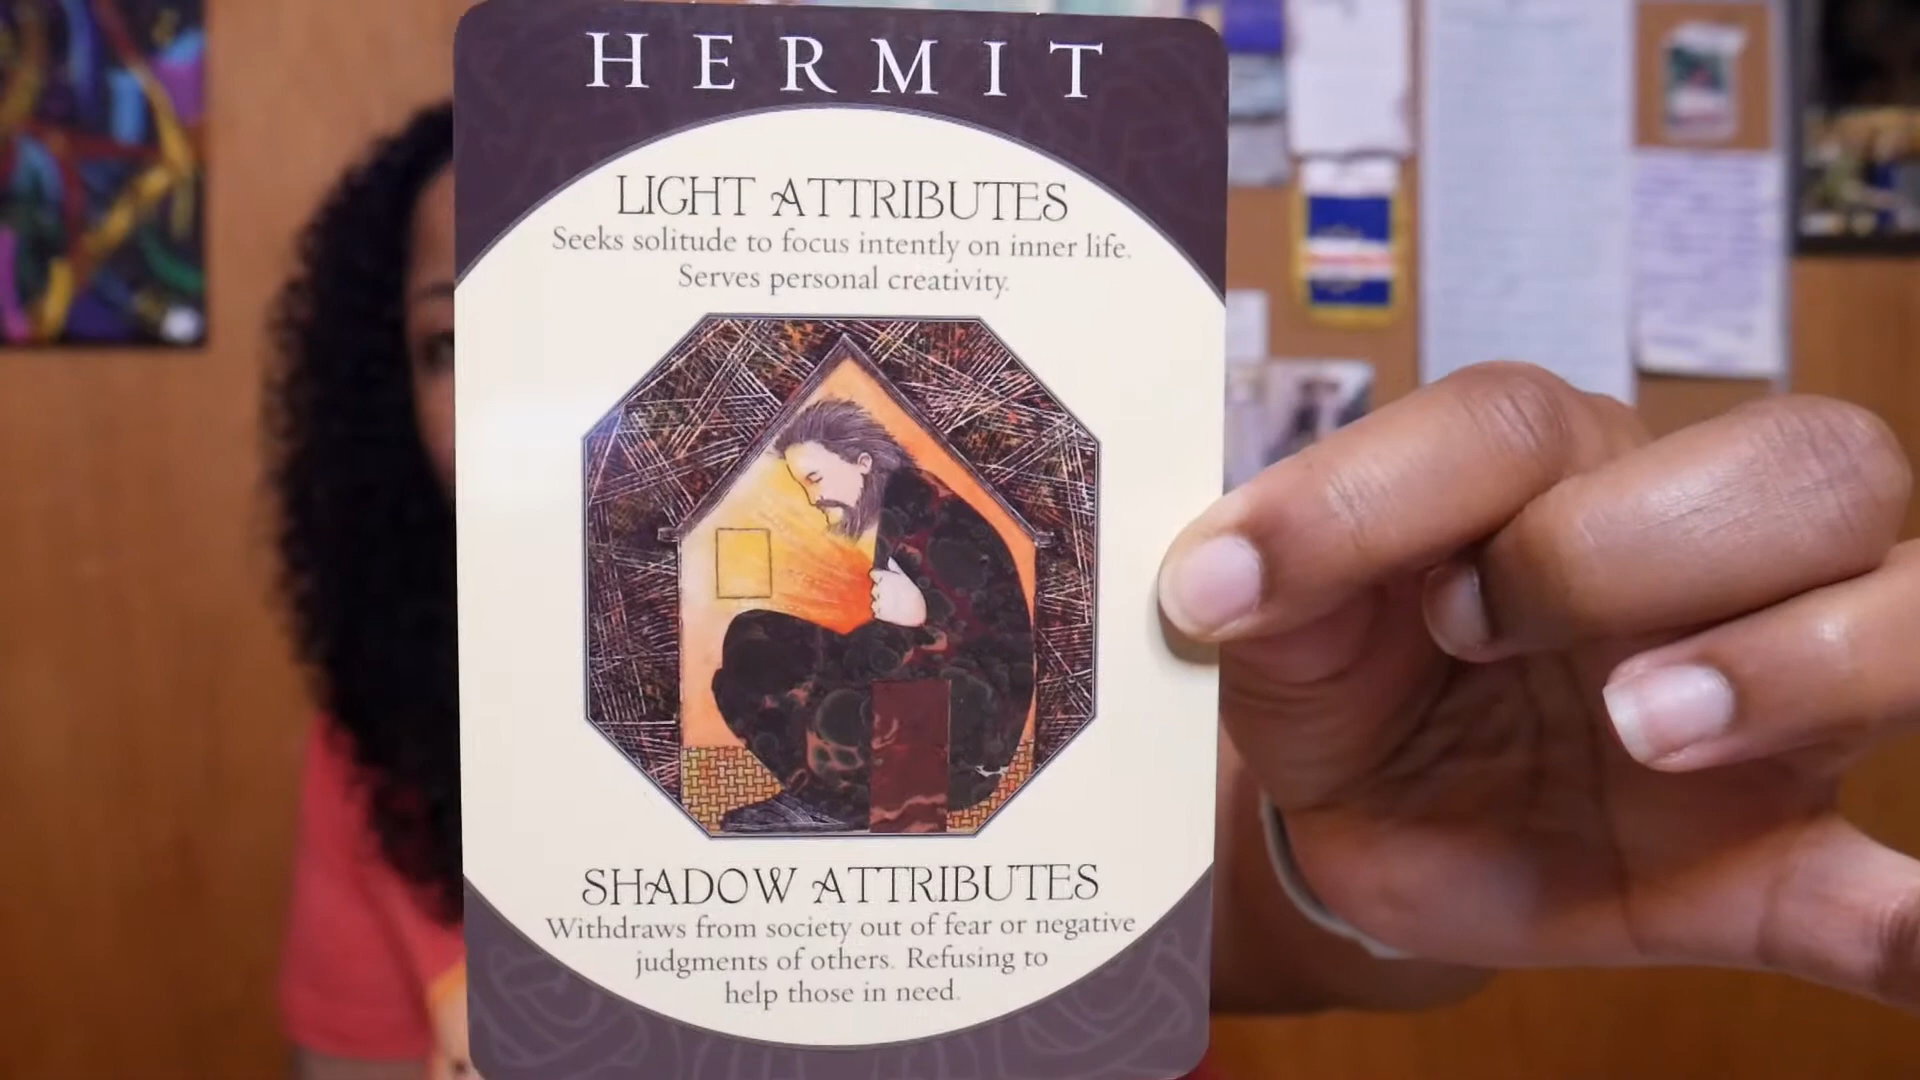 HERMIT
LIGHT ATTRIBUTES
Seeks solitude to focus intently on inner life.
Serves personal creativity.
SHADOW ATTRIBUTES
Withdraws from society out of fear or negative
judgments of others. Refusing to
help those in need.